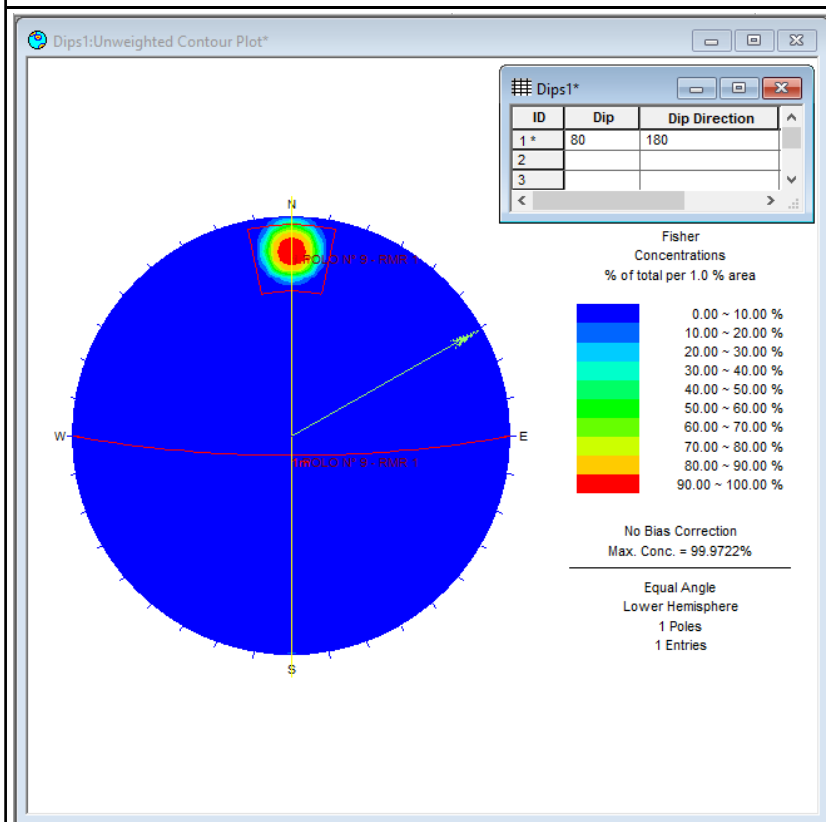 Dips1:Unweighted Contour Plot*
Dips1*
ID Dip Dip Direction
1 * 80 180
2
3
N
Fisher
Concentrations
% of total per 1.0 % area
0.00 ~ 10.00 %
10.00 ~ 20.00 %
20.00 ~ 30.00 %
30.00 ~ 40.00 %
40.00 ~ 50.00 %
50.00 ~ 60.00 %
60.00 ~ 70.00 %
70.00 ~ 80.00 %
80.00 ~ 90.00 %
90.00 ~ 100.00 %
W
E
RMR 1
RMR 1
S
No Bias Correction
Max. Conc. = 99.9722%
Equal Angle
Lower Hemisphere
1 Poles
1 Entries